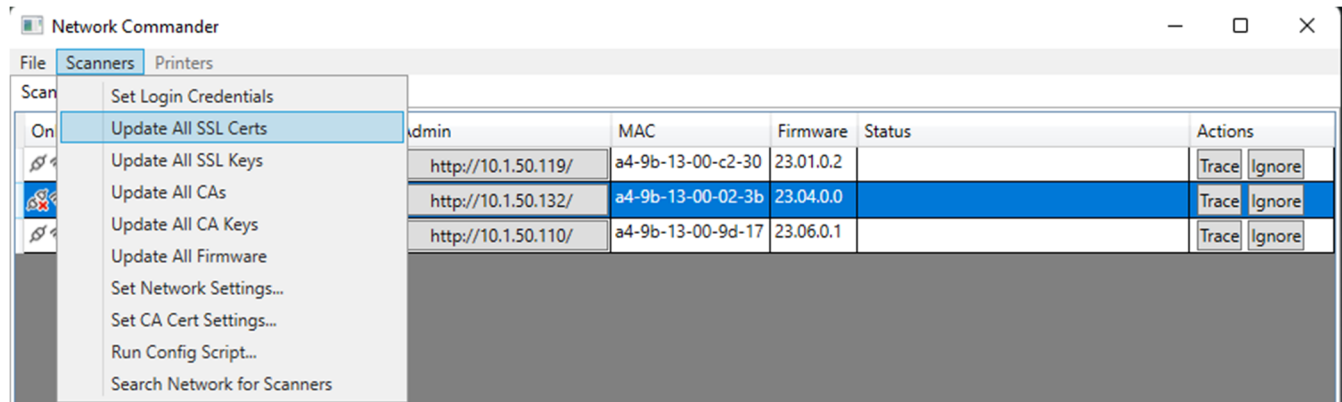 Network Commander
File Scanners Printers
Scan
Set Login Credentials
On Update All SSL Certs Admin MAC Firmware Status Actions
Update All SSL Keys http://10.1.50.119/ a4-9b-13-00-c2-30 23.01.0.2 Trace Ignore
Update All CAs http://10.1.50.132/ a4-9b-13-00-02-3b 23.04.0.0 Trace Ignore
Update All CA Keys http://10.1.50.110/ a4-9b-13-00-9d-17 23.06.0.1 Trace Ignore
Update All Firmware
Set Network Settings...
Set CA Cert Settings...
Run Config Script...
Search Network for Scanners